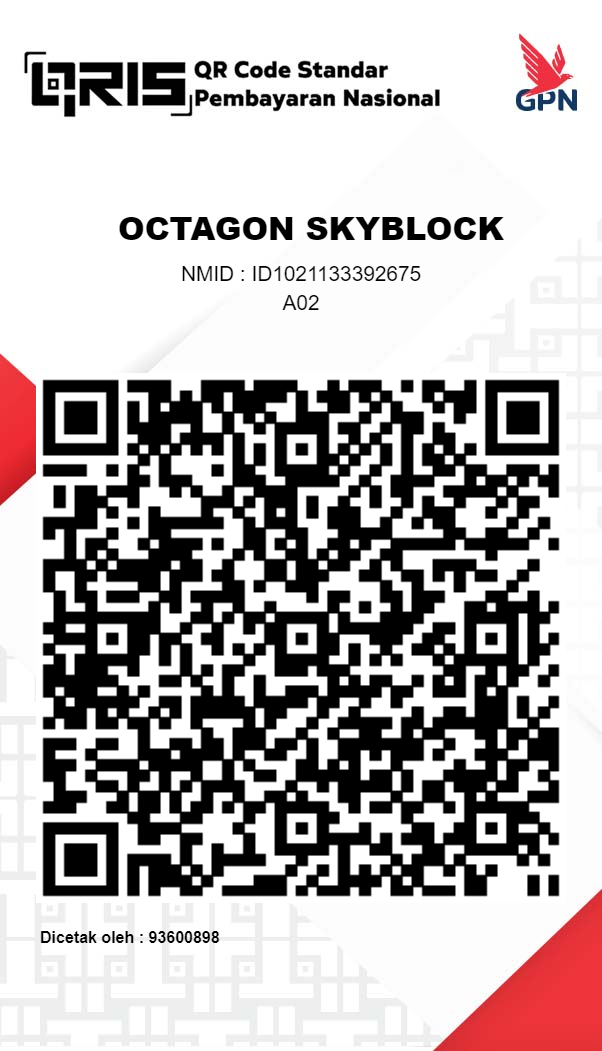 QRIS
QR Code Standar
Pembayaran Nasional
GPN
OCTAGON SKYBLOCK
NMID : ID1021133392675
A02
Dicetak oleh : 93600898